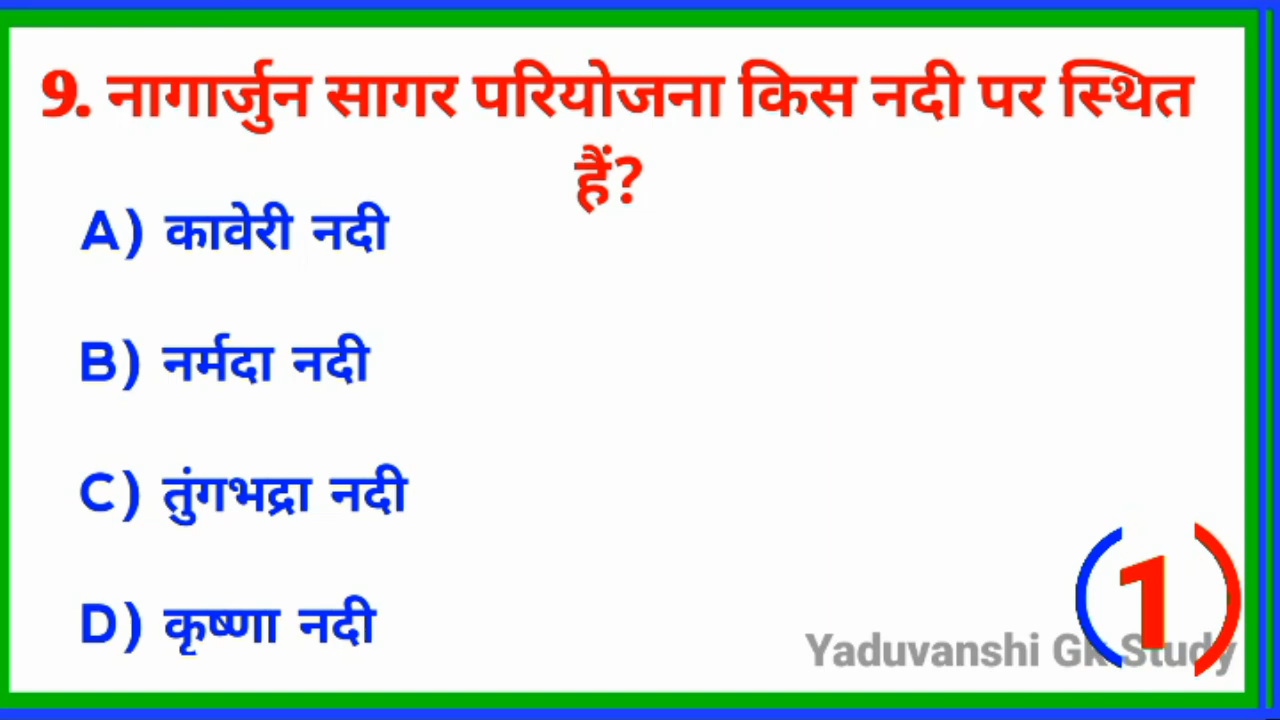 9. नागार्जुन सागर परियोजना किस नदी पर स्थित
हैं?
A) कावेरी नदी
B) नर्मदा नदी
C) तुंगभद्रा नदी
D) कृष्णा नदी
1
Yaduvanshi Gk Study